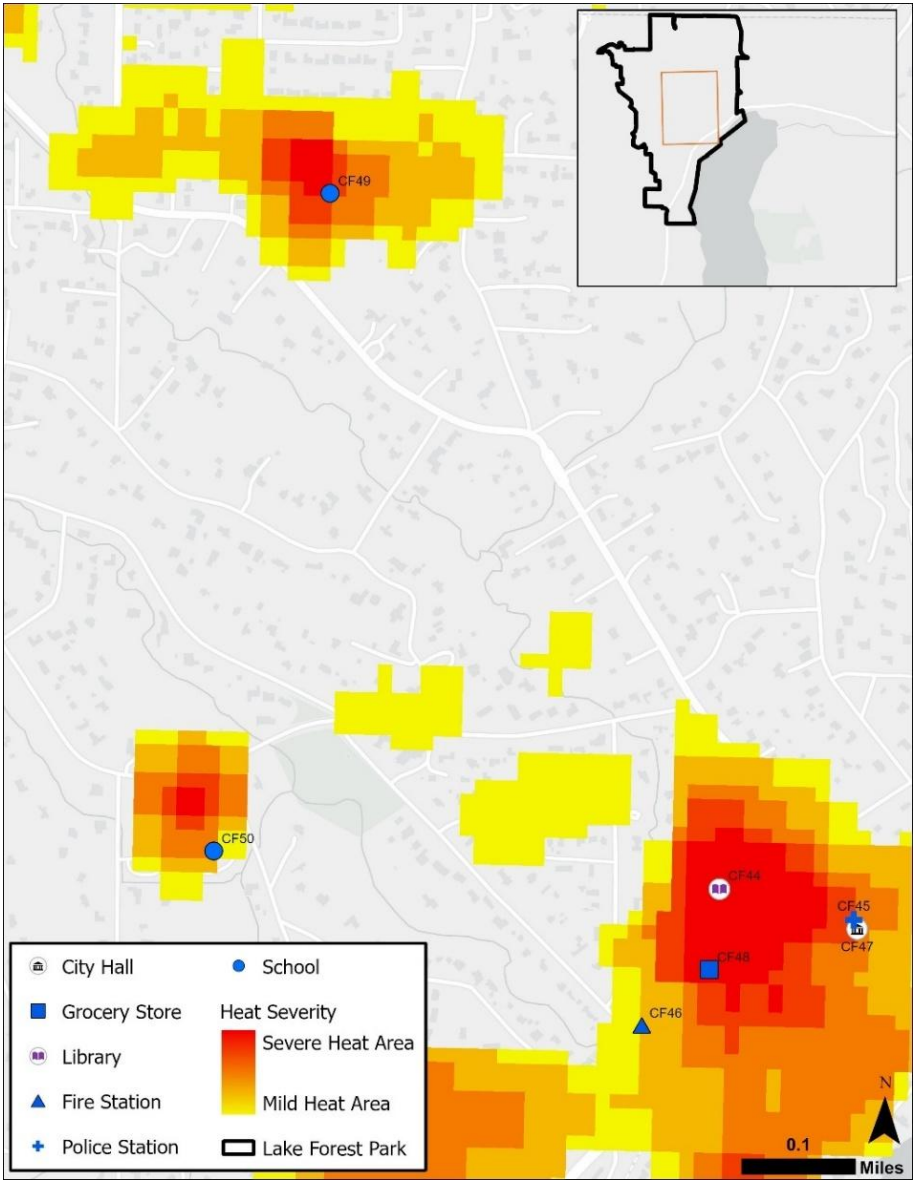 CF49
CF50
CF44
CF45
CF47
CF48
CF46
City Hall
Grocery Store
Library
Fire Station
Police Station
School
Heat Severity
Severe Heat Area
Mild Heat Area
Lake Forest Park
N
0.1
Miles